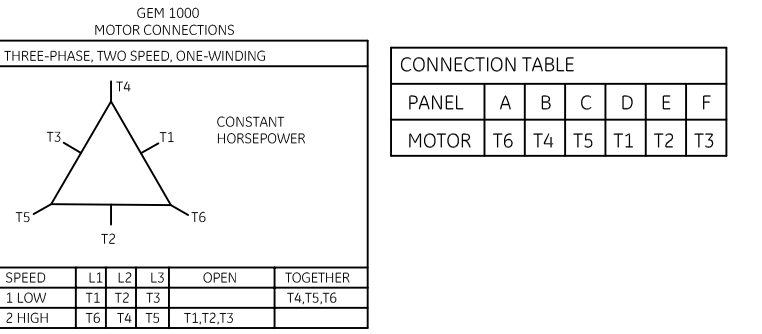 GEM 1000
MOTOR CONNECTIONS
THREE-PHASE, TWO SPEED, ONE-WINDING
T4
CONSTANT
HORSEPOWER
T3
T1
T5
T6
T2
SPEED L1 L2 L3 OPEN TOGETHER
1 LOW T1 T2 T3 T4,T5,T6
2 HIGH T6 T4 T5 T1,T2,T3
CONNECTION TABLE
PANEL A B C D E F
MOTOR T6 T4 T5 T1 T2 T3